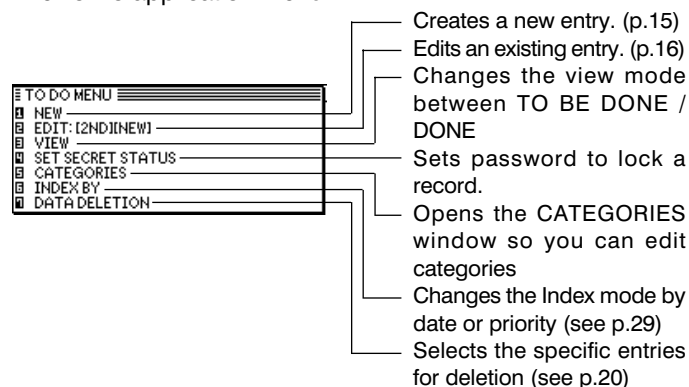 Creates a new entry. (p.15)
Edits an existing entry. (p.16)
Changes the view mode
between TO BE DONE /
DONE
Sets password to lock a
record.
Opens the CATEGORIES
window so you can edit
categories
Changes the Index mode by
date or priority (see p.29)
Selects the specific entries
for deletion (see p.20)
TO DO MENU
1 NEW
2 EDIT: [2ND][NEW]
3 VIEW
4 SET SECRET STATUS
5 CATEGORIES
6 INDEX BY
7 DATA DELETION